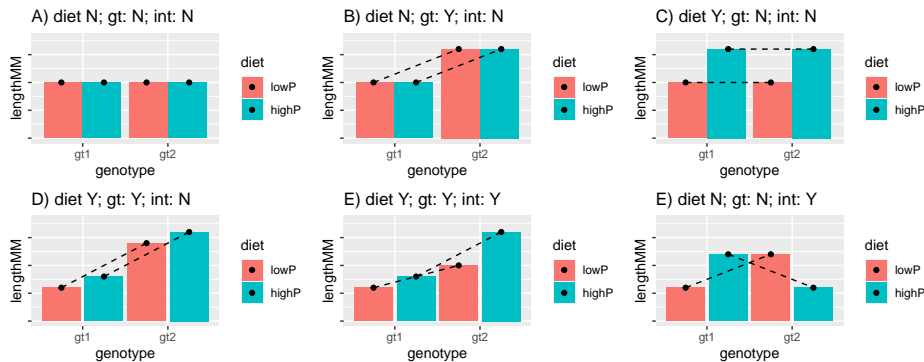 A) diet N; gt: N; int: N
lengthMM
gt1 gt2
genotype
diet
lowP
highP
B) diet N; gt: Y; int: N
lengthMM
gt1 gt2
genotype
diet
lowP
highP
C) diet Y; gt: N; int: N
lengthMM
gt1 gt2
genotype
diet
lowP
highP
D) diet Y; gt: Y; int: N
lengthMM
gt1 gt2
genotype
diet
lowP
highP
E) diet Y; gt: Y; int: Y
lengthMM
gt1 gt2
genotype
diet
lowP
highP
E) diet N; gt: N; int: Y
lengthMM
gt1 gt2
genotype
diet
lowP
highP